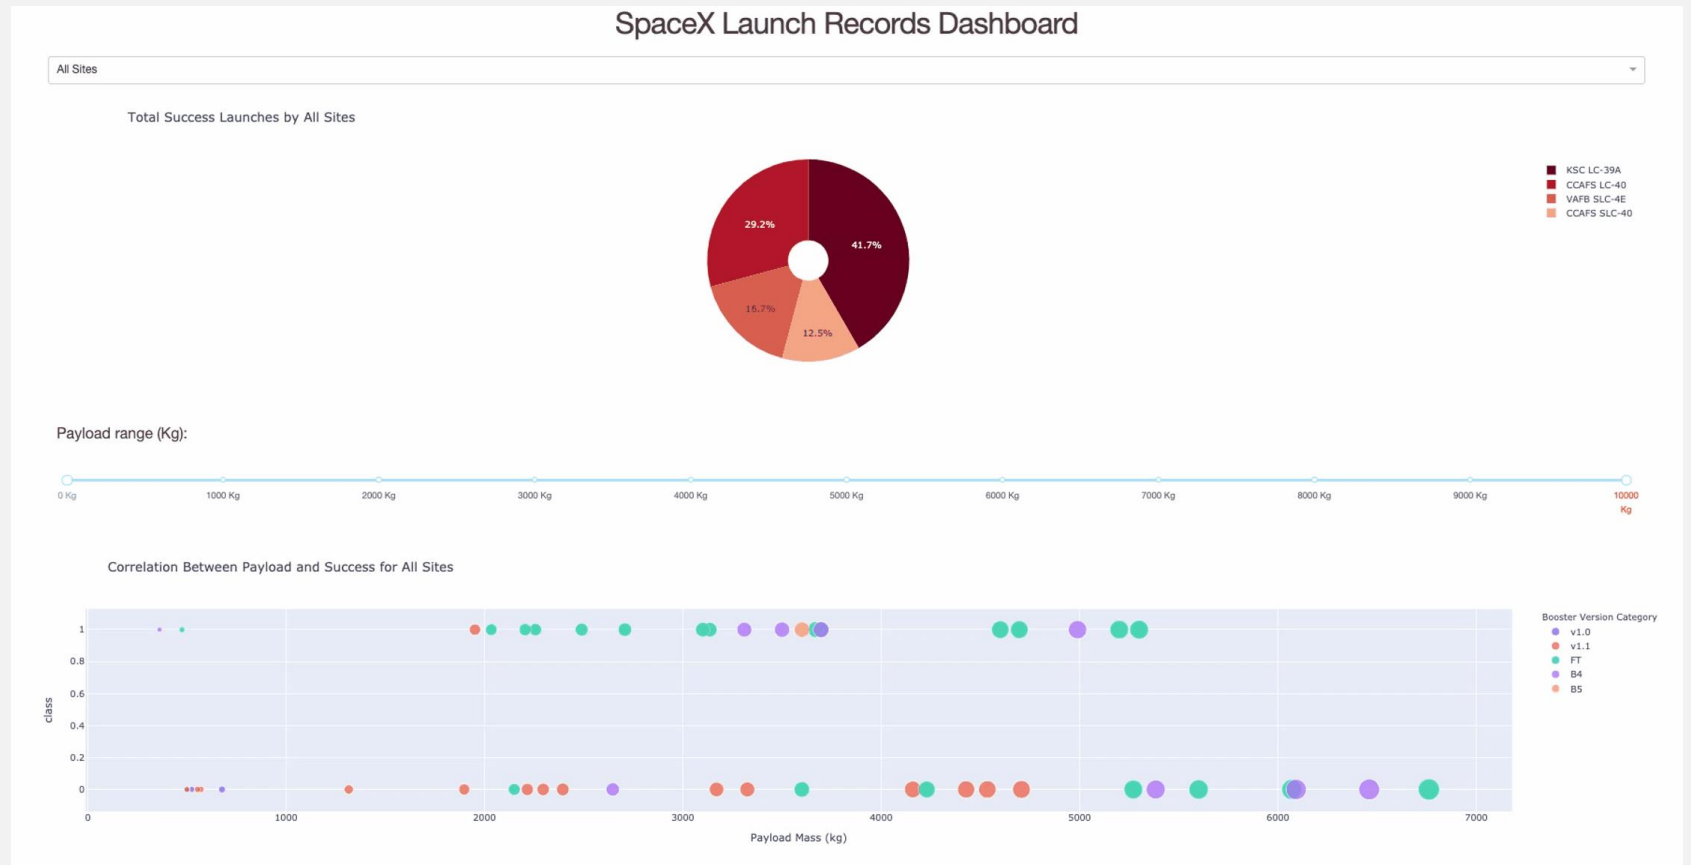 SpaceX Launch Records Dashboard
All Sites
Total Success Launches by All Sites
KSC LC-39A
CCAFS LC-40
VAFB SLC-4E
CCAFS SLC-40
29.2%
41.7%
16.7%
12.5%
Payload range (Kg):
0 Kg 1000 Kg 2000 Kg 3000 Kg 4000 Kg 5000 Kg 6000 Kg 7000 Kg 8000 Kg 9000 Kg 10000
Kg
Correlation Between Payload and Success for All Sites
Booster Version Category
v1.0
v1.1
FT
B4
B5
1
0.8
0.6
0.4
0.2
0
class
0 1000 2000 3000 4000 5000 6000 7000
Payload Mass (kg)